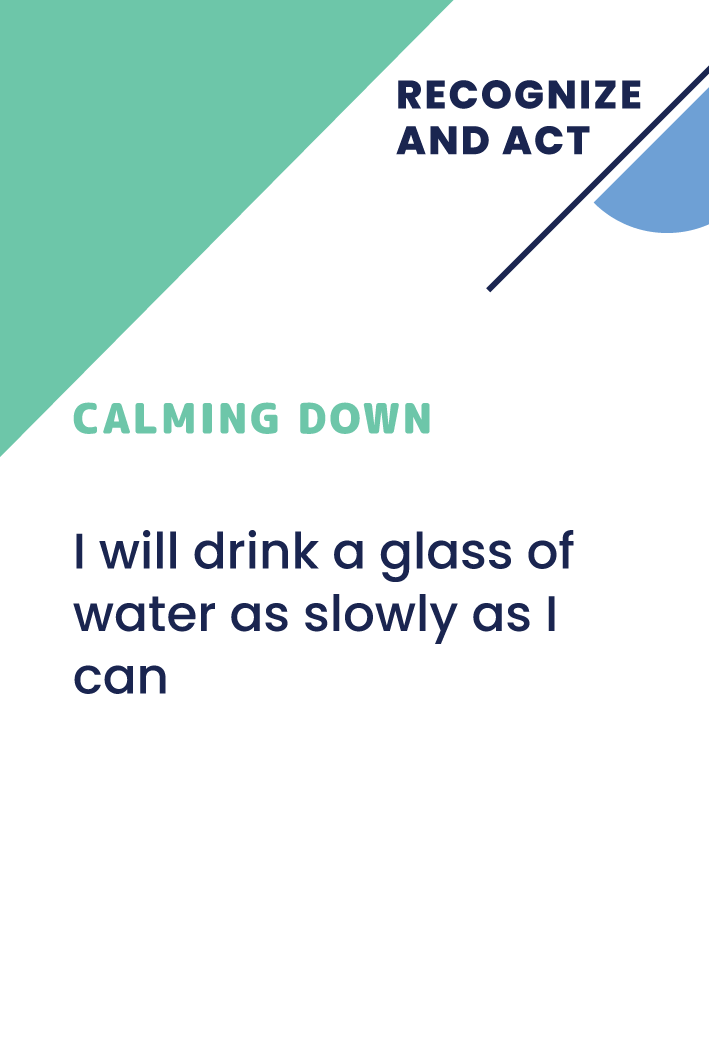 RECOGNIZE
AND ACT
CALMING DOWN
I will drink a glass of
water as slowly as I
can